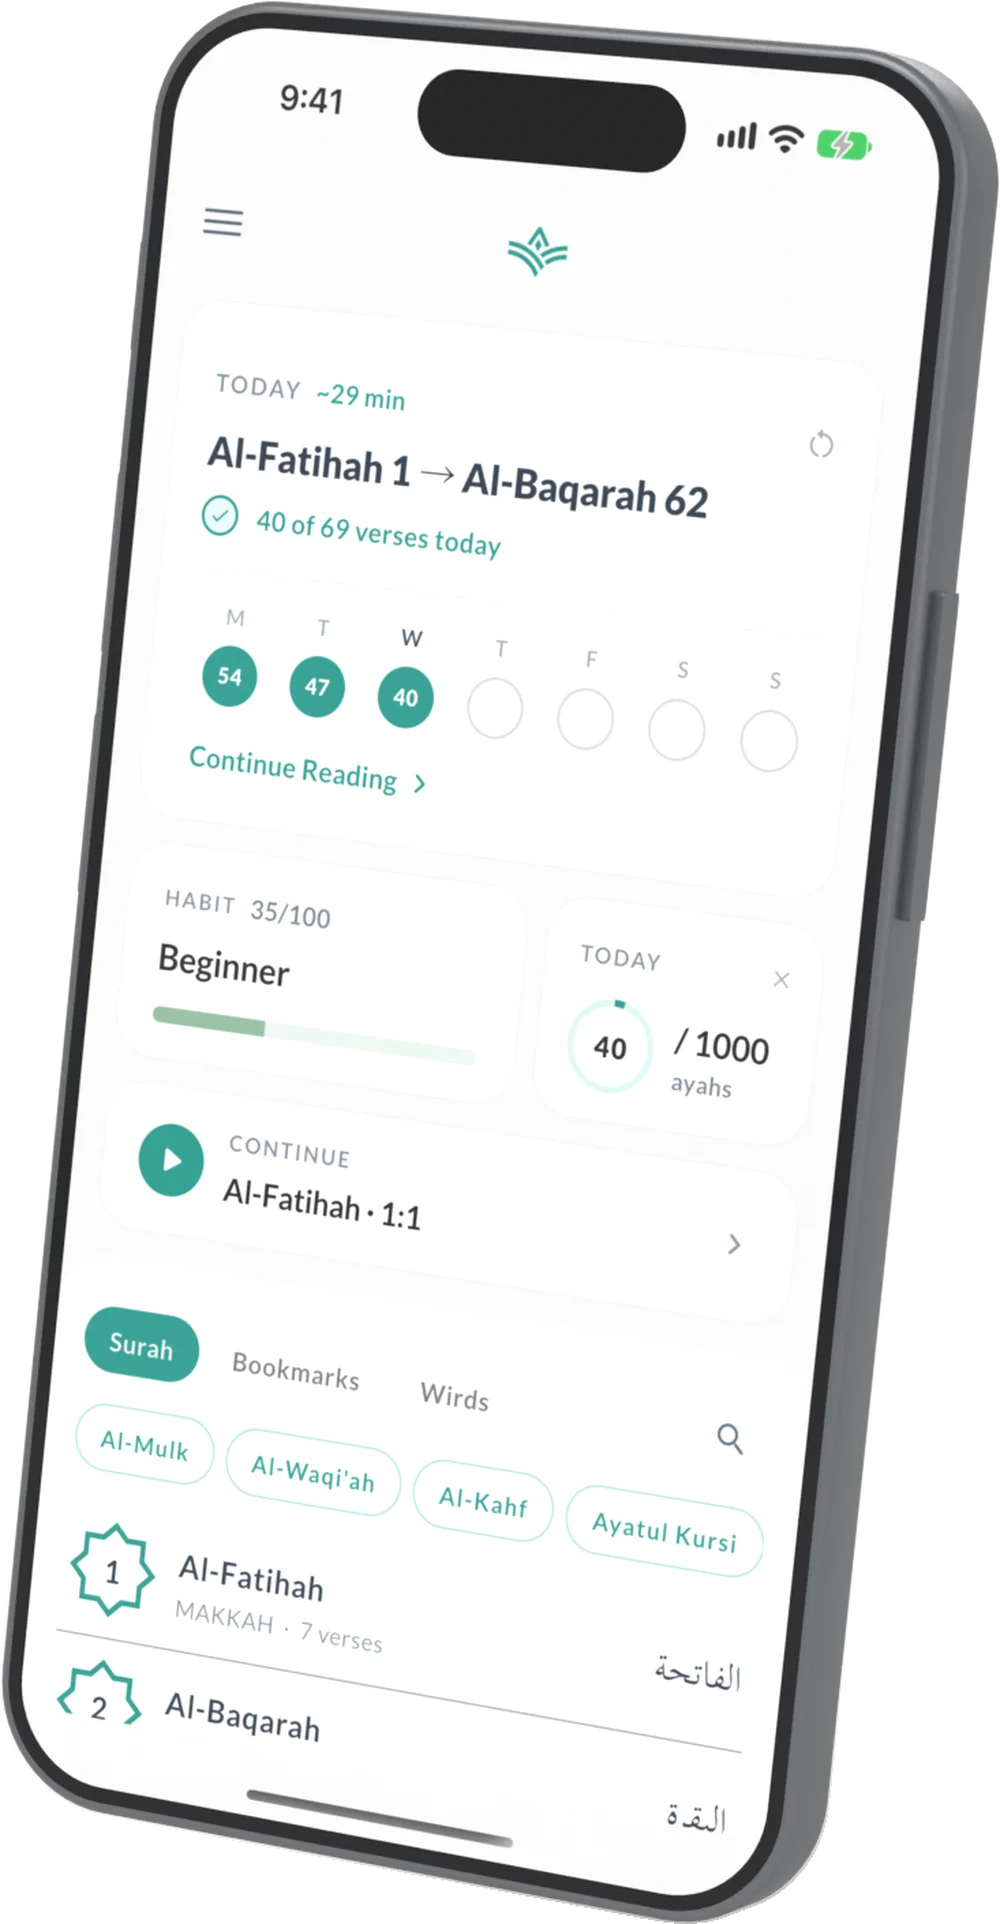 9:41
TODAY ~29 min
Al-Fatihah 1 → Al-Baqarah 62
40 of 69 verses today
M T W T F S S
54 47 40
Continue Reading
HABIT 35/100
Beginner
TODAY
40 / 1000
ayahs
CONTINUE
Al-Fatihah · 1:1
Surah Bookmarks Wirds
Al-Mulk Al-Waqi'ah Al-Kahf Ayatul Kursi
1 Al-Fatihah
MAKKAH · 7 verses
الفاتحة
2 Al-Baqarah